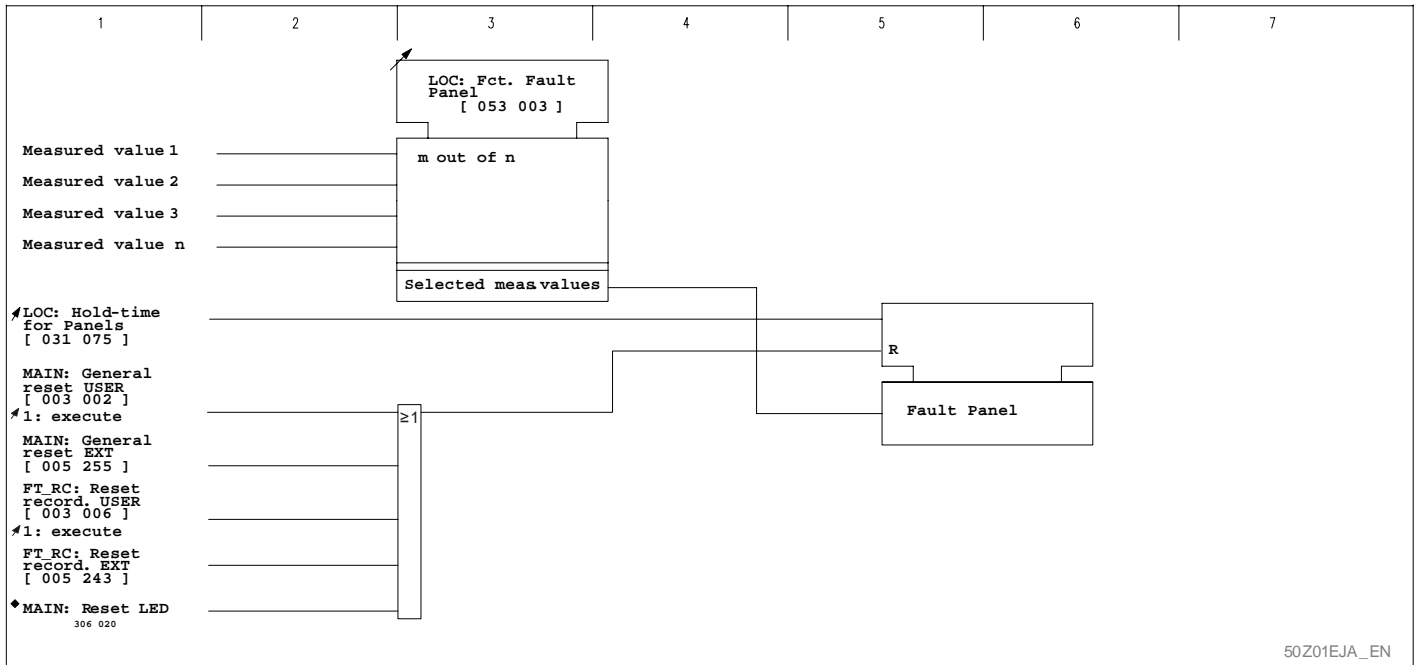 1 2 3 4 5 6 7
LOC: Fct. Fault
Panel
[ 053 003 ]
Measured value 1
m out of n
Measured value 2
Measured value 3
Measured value n
Selected meas.values
LOC: Hold-time
for Panels
[ 031 075 ]
R
MAIN: General
reset USER
[ 003 002 ]
1: execute
≥1
Fault Panel
MAIN: General
reset EXT
[ 005 255 ]
FT_RC: Reset
record. USER
[ 003 006 ]
1: execute
FT_RC: Reset
record. EXT
[ 005 243 ]
MAIN: Reset LED
306 020
50Z01EJA_EN